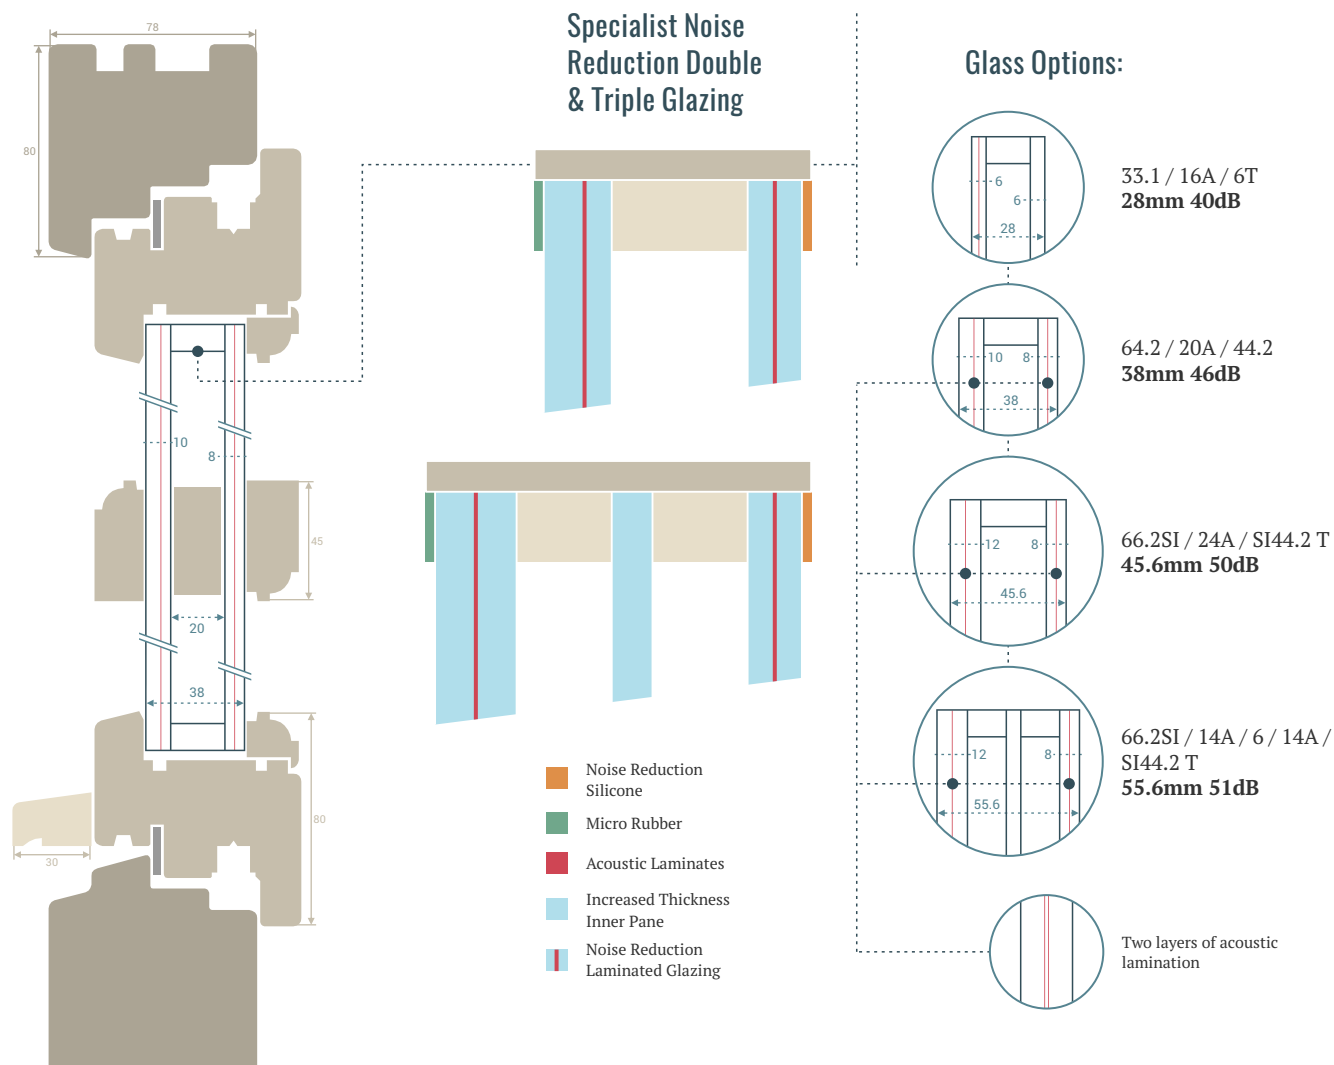 Specialist Noise
Reduction Double
& Triple Glazing
Glass Options:
78
80
10
8
45
20
38
80
30
6
6
28
33.1 / 16A / 6T
28mm 40dB
10
8
38
64.2 / 20A / 44.2
38mm 46dB
12
8
45.6
66.2SI / 24A / SI44.2 T
45.6mm 50dB
12
8
55.6
66.2SI / 14A / 6 / 14A /
SI44.2 T
55.6mm 51dB
Two layers of acoustic
lamination
Noise Reduction
Silicone
Micro Rubber
Acoustic Laminates
Increased Thickness
Inner Pane
Noise Reduction
Laminated Glazing